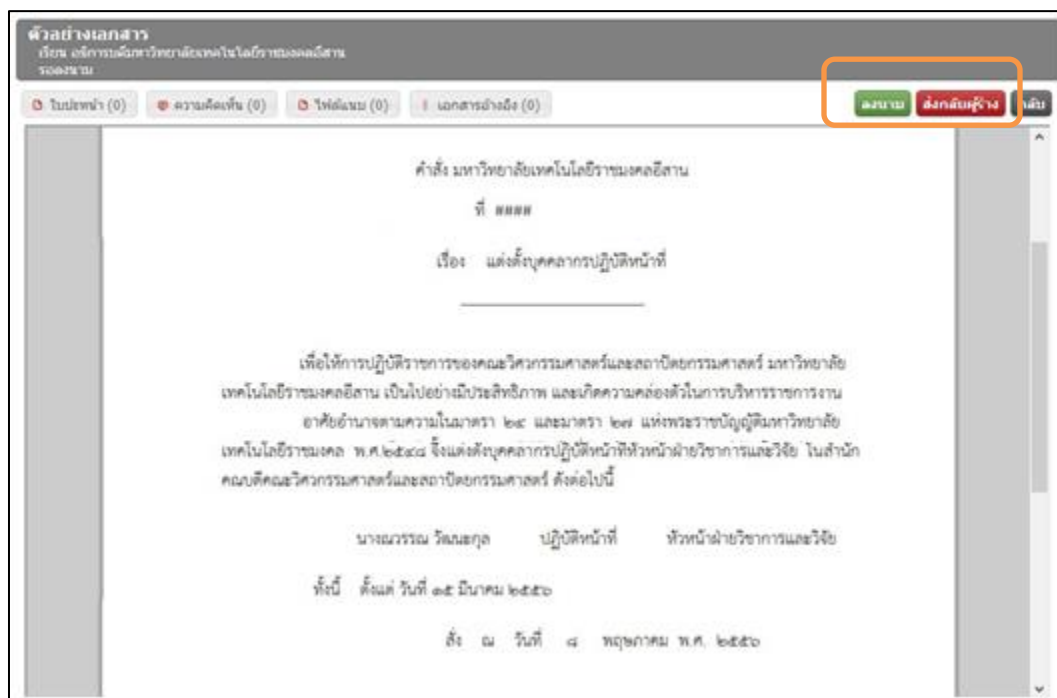 ตัวอย่างเอกสาร
เรียน อธิการบดีมหาวิทยาลัยเทคโนโลยีราชมงคลอีสาน
รอลงนาม
ใบปะหน้า (0) ความคิดเห็น (0) ไฟล์แนบ (0) เอกสารอ้างอิง (0) ลงนาม ส่งกลับผู้ร่าง กลับ
คำสั่ง มหาวิทยาลัยเทคโนโลยีราชมงคลอีสาน
ที่ ####
เรื่อง แต่งตั้งบุคคลากรปฏิบัติหน้าที่
เพื่อให้การปฏิบัติราชการของคณะวิศวกรรมศาสตร์และสถาปัตยกรรมศาสตร์ มหาวิทยาลัย
เทคโนโลยีราชมงคลอีสาน เป็นไปอย่างมีประสิทธิภาพ และเกิดความคล่องตัวในการบริหารราชการงาน
อาศัยอำนาจตามความในมาตรา ๒๔ และมาตรา ๒๗ แห่งพระราชบัญญัติมหาวิทยาลัย
เทคโนโลยีราชมงคล พ.ศ.๒๕๔๘ จึงแต่งตั้งบุคคลากรปฏิบัติหน้าที่หัวหน้าฝ่ายวิชาการและวิจัย ในสำนัก
คณบดีคณะวิศวกรรมศาสตร์และสถาปัตยกรรมศาสตร์ ดังต่อไปนี้
นางณวรรณ วัฒนะกุล ปฏิบัติหน้าที่ หัวหน้าฝ่ายวิชาการและวิจัย
ทั้งนี้ ตั้งแต่ วันที่ ๑๕ มีนาคม ๒๕๕๖
สั่ง ณ วันที่ ๘ พฤษภาคม พ.ศ. ๒๕๕๖